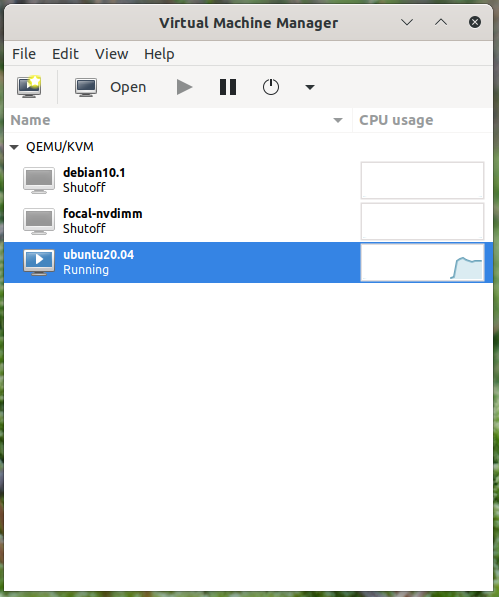 Virtual Machine Manager
File Edit View Help
Open
Name CPU usage
QEMU/KVM
debian10.1
Shutoff
focal-nvdimm
Shutoff
ubuntu20.04
Running